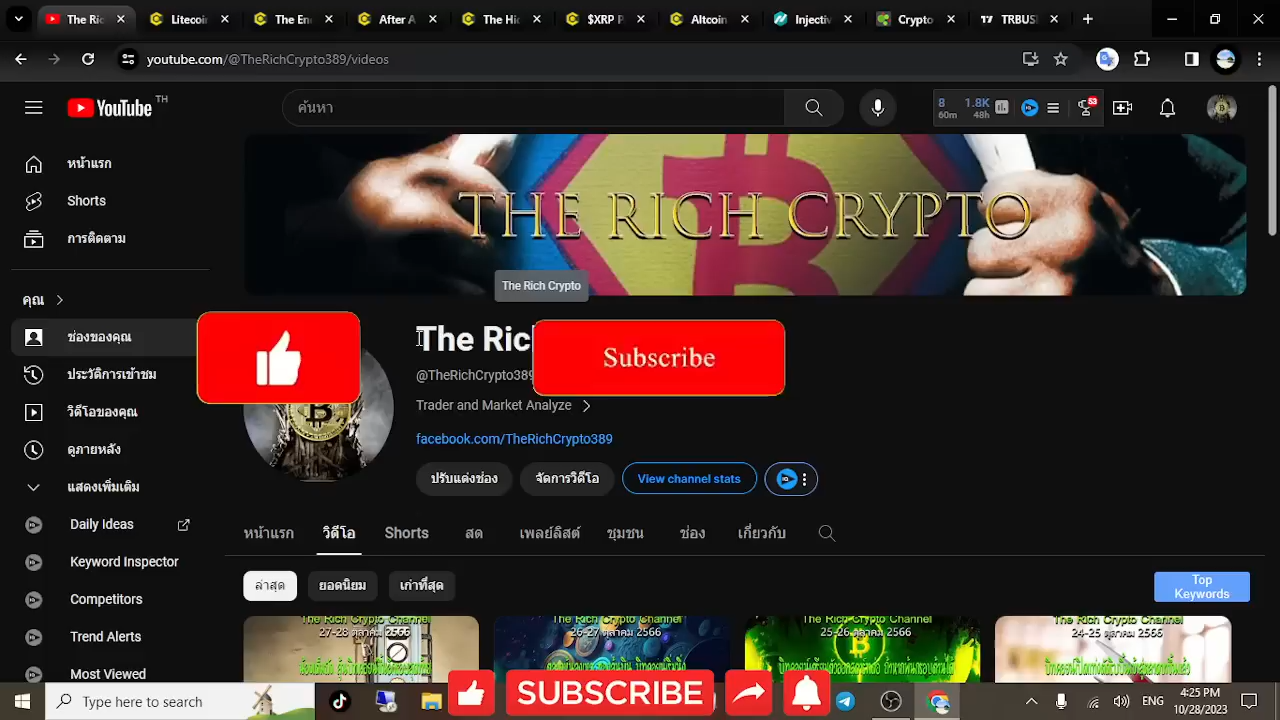 The Ric
Litecoi
The En
After A
The Hic
$XRP P
Altcoin
Injectiv
Crypto
TRBUS
youtube.com/@TheRichCrypto389/videos
YouTube TH
ค้นหา
8
60m
1.8K
48h
53
หน้าแรก
Shorts
การติดตาม
คุณ
ช่องของคุณ
ประวัติการเข้าชม
วิดีโอของคุณ
ดูภายหลัง
แสดงเพิ่มเติม
Daily Ideas
Keyword Inspector
Competitors
Trend Alerts
Most Viewed
THE RICH CRYPTO
The Rich Crypto
The Ric
Subscribe
@TheRichCrypto389
Trader and Market Analyze
facebook.com/TheRichCrypto389
ปรับแต่งช่อง
จัดการวิดีโอ
View channel stats
หน้าแรก
วิดีโอ
Shorts
สด
เพลย์ลิสต์
ชุมชน
ช่อง
เกี่ยวกับ
ล่าสุด
ยอดนิยม
เก่าที่สุด
Top
Keywords
The Rich Crypto Channel
27-28 ตุลาคม 2566
The Rich Crypto Channel
26-27 ตุลาคม 2566
The Rich Crypto Channel
25-26 ตุลาคม 2566
The Rich Crypto Channel
24-25 ตุลาคม 2566
Type here to search
SUBSCRIBE
ENG
4:25 PM
10/28/2023